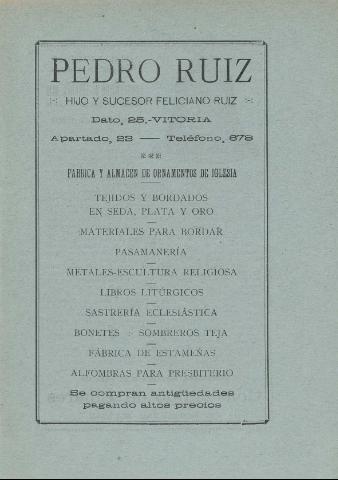 PEDRO RUIZ
HIJO Y SUCESOR FELICIANO RUIZ
Dato, 25,-VITORIA
Apartado, 23 — Teléfono, 678
FABRICA Y ALMACEN DE ORNAMENTOS DE IGLESIA
TEJIDOS Y BORDADOS
EN SEDA, PLATA Y ORO
MATERIALES PARA BORDAR
PASAMANERÍA
METALES-ESCULTURA RELIGIOSA
LIBROS LITÚRGICOS
SASTRERÍA ECLESIÁSTICA
BONETES : SOMBREROS TEJA
FÁBRICA DE ESTAMEÑAS
ALFOMBRAS PARA PRESBITERIO
Se compran antigüedades
pagando altos precios